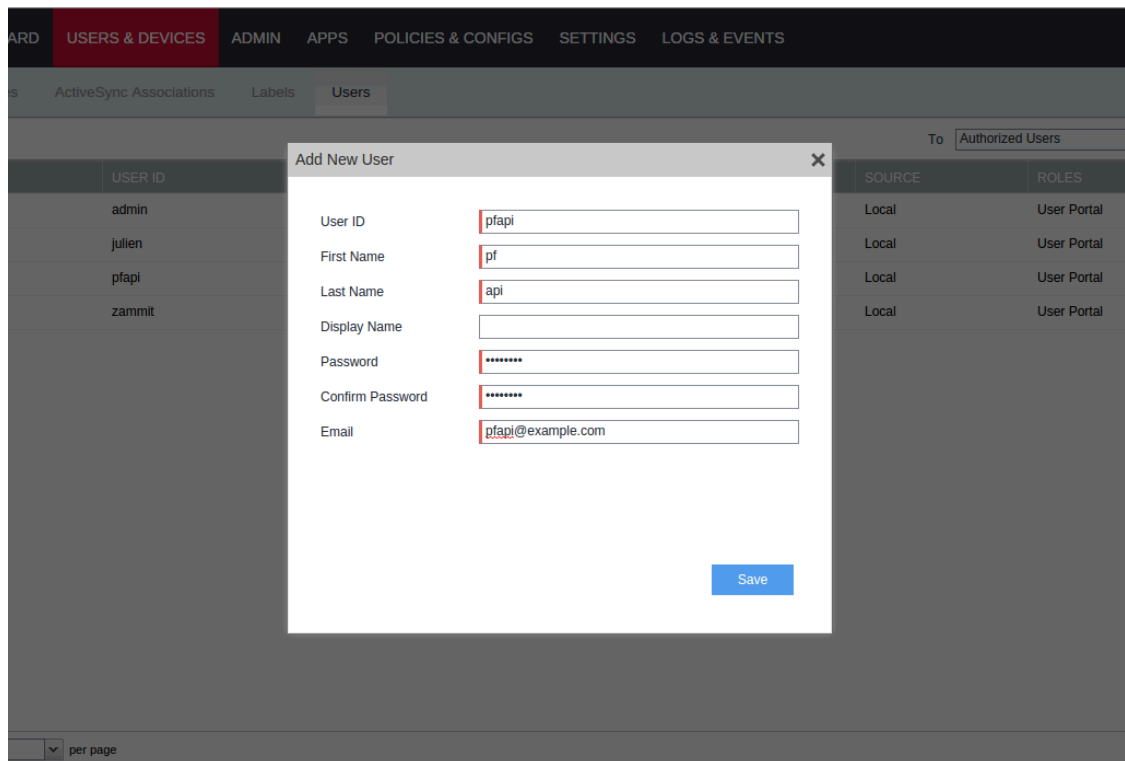 ARD USERS & DEVICES ADMIN APPS POLICIES & CONFIGS SETTINGS LOGS & EVENTS
es ActiveSync Associations Labels Users
To Authorized Users
Add New User
USER ID SOURCE ROLES
admin Local User Portal
julien Local User Portal
pfapi Local User Portal
zammit Local User Portal
User ID pfapi
First Name pf
Last Name api
Display Name
Password ••••••••
Confirm Password ••••••••
Email pfapi@example.com
Save
per page